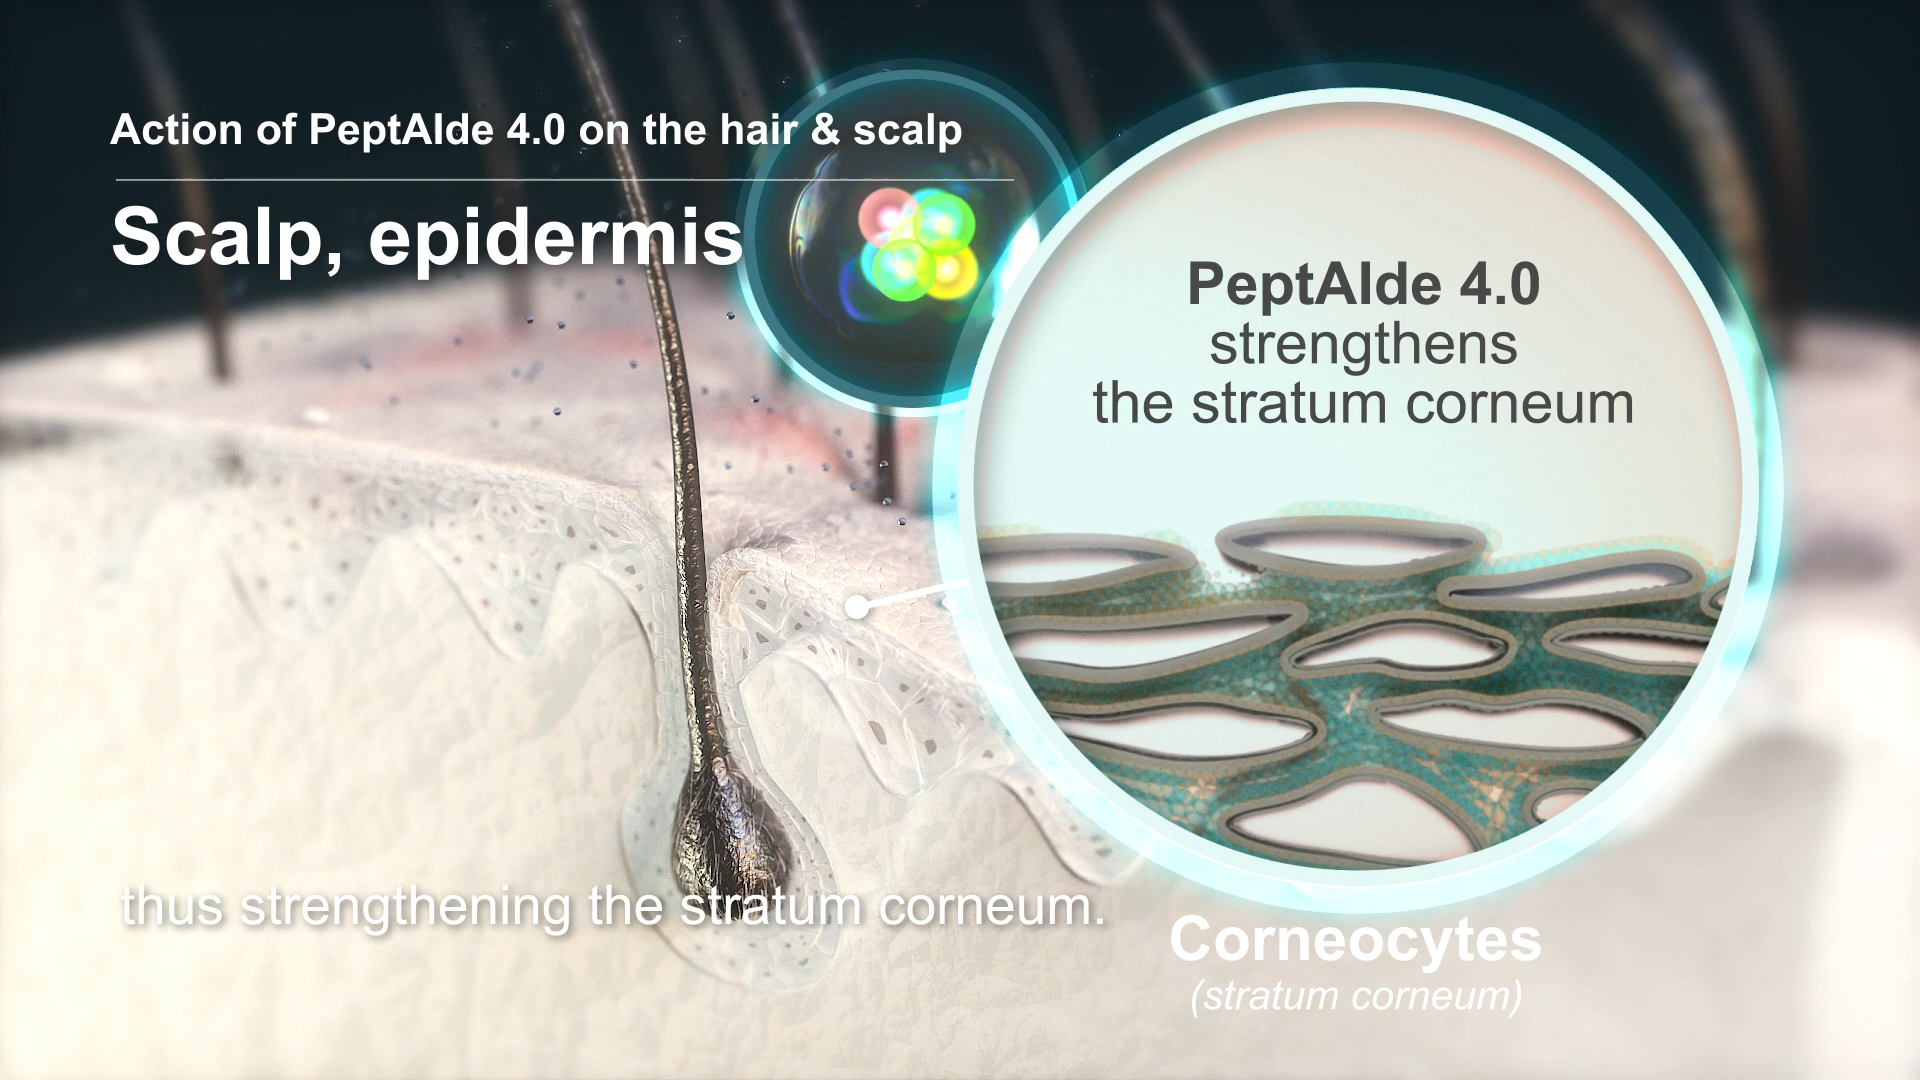 Action of PeptAIde 4.0 on the hair & scalp
Scalp, epidermis
PeptAIde 4.0
strengthens
the stratum corneum
thus strengthening the stratum corneum.
Corneocytes
(stratum corneum)